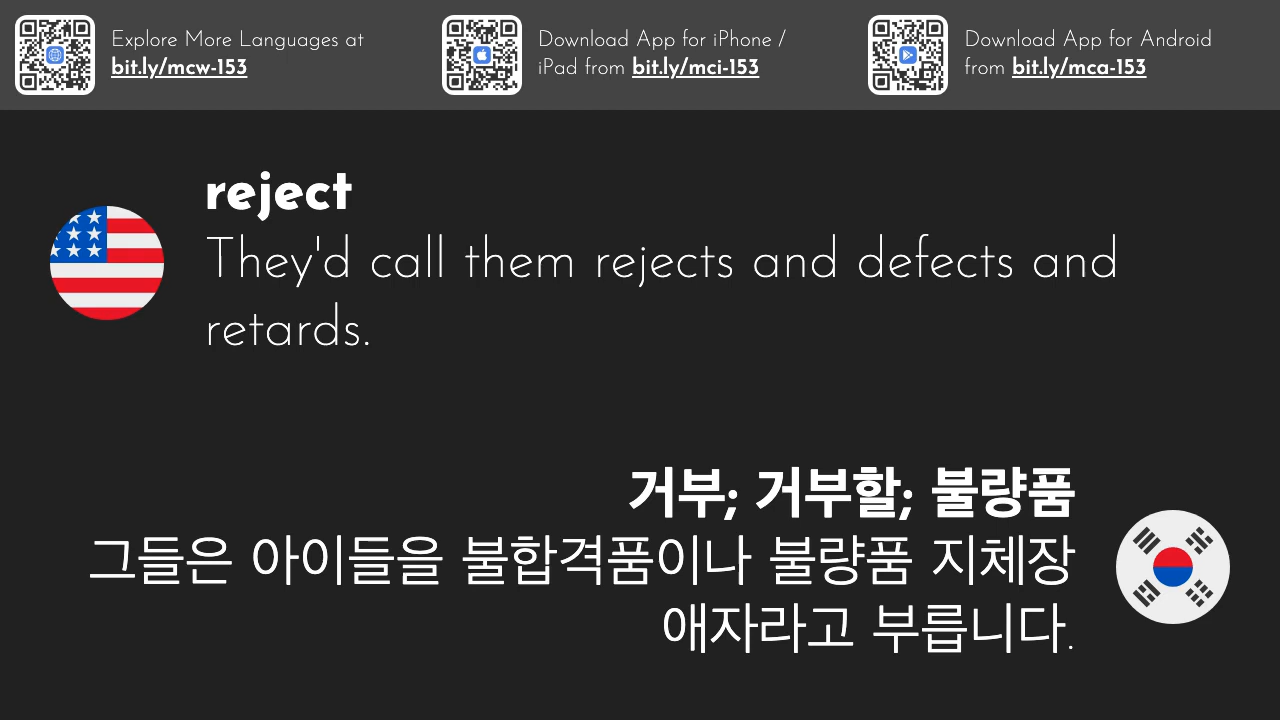 Explore More Languages at
bit.ly/mcw-153
Download App for iPhone /
iPad from bit.ly/mci-153
Download App for Android
from bit.ly/mca-153
reject
They'd call them rejects and defects and
retards.
거부; 거부할; 불량품
그들은 아이들을 불합격품이나 불량품 지체장
애자라고 부릅니다.